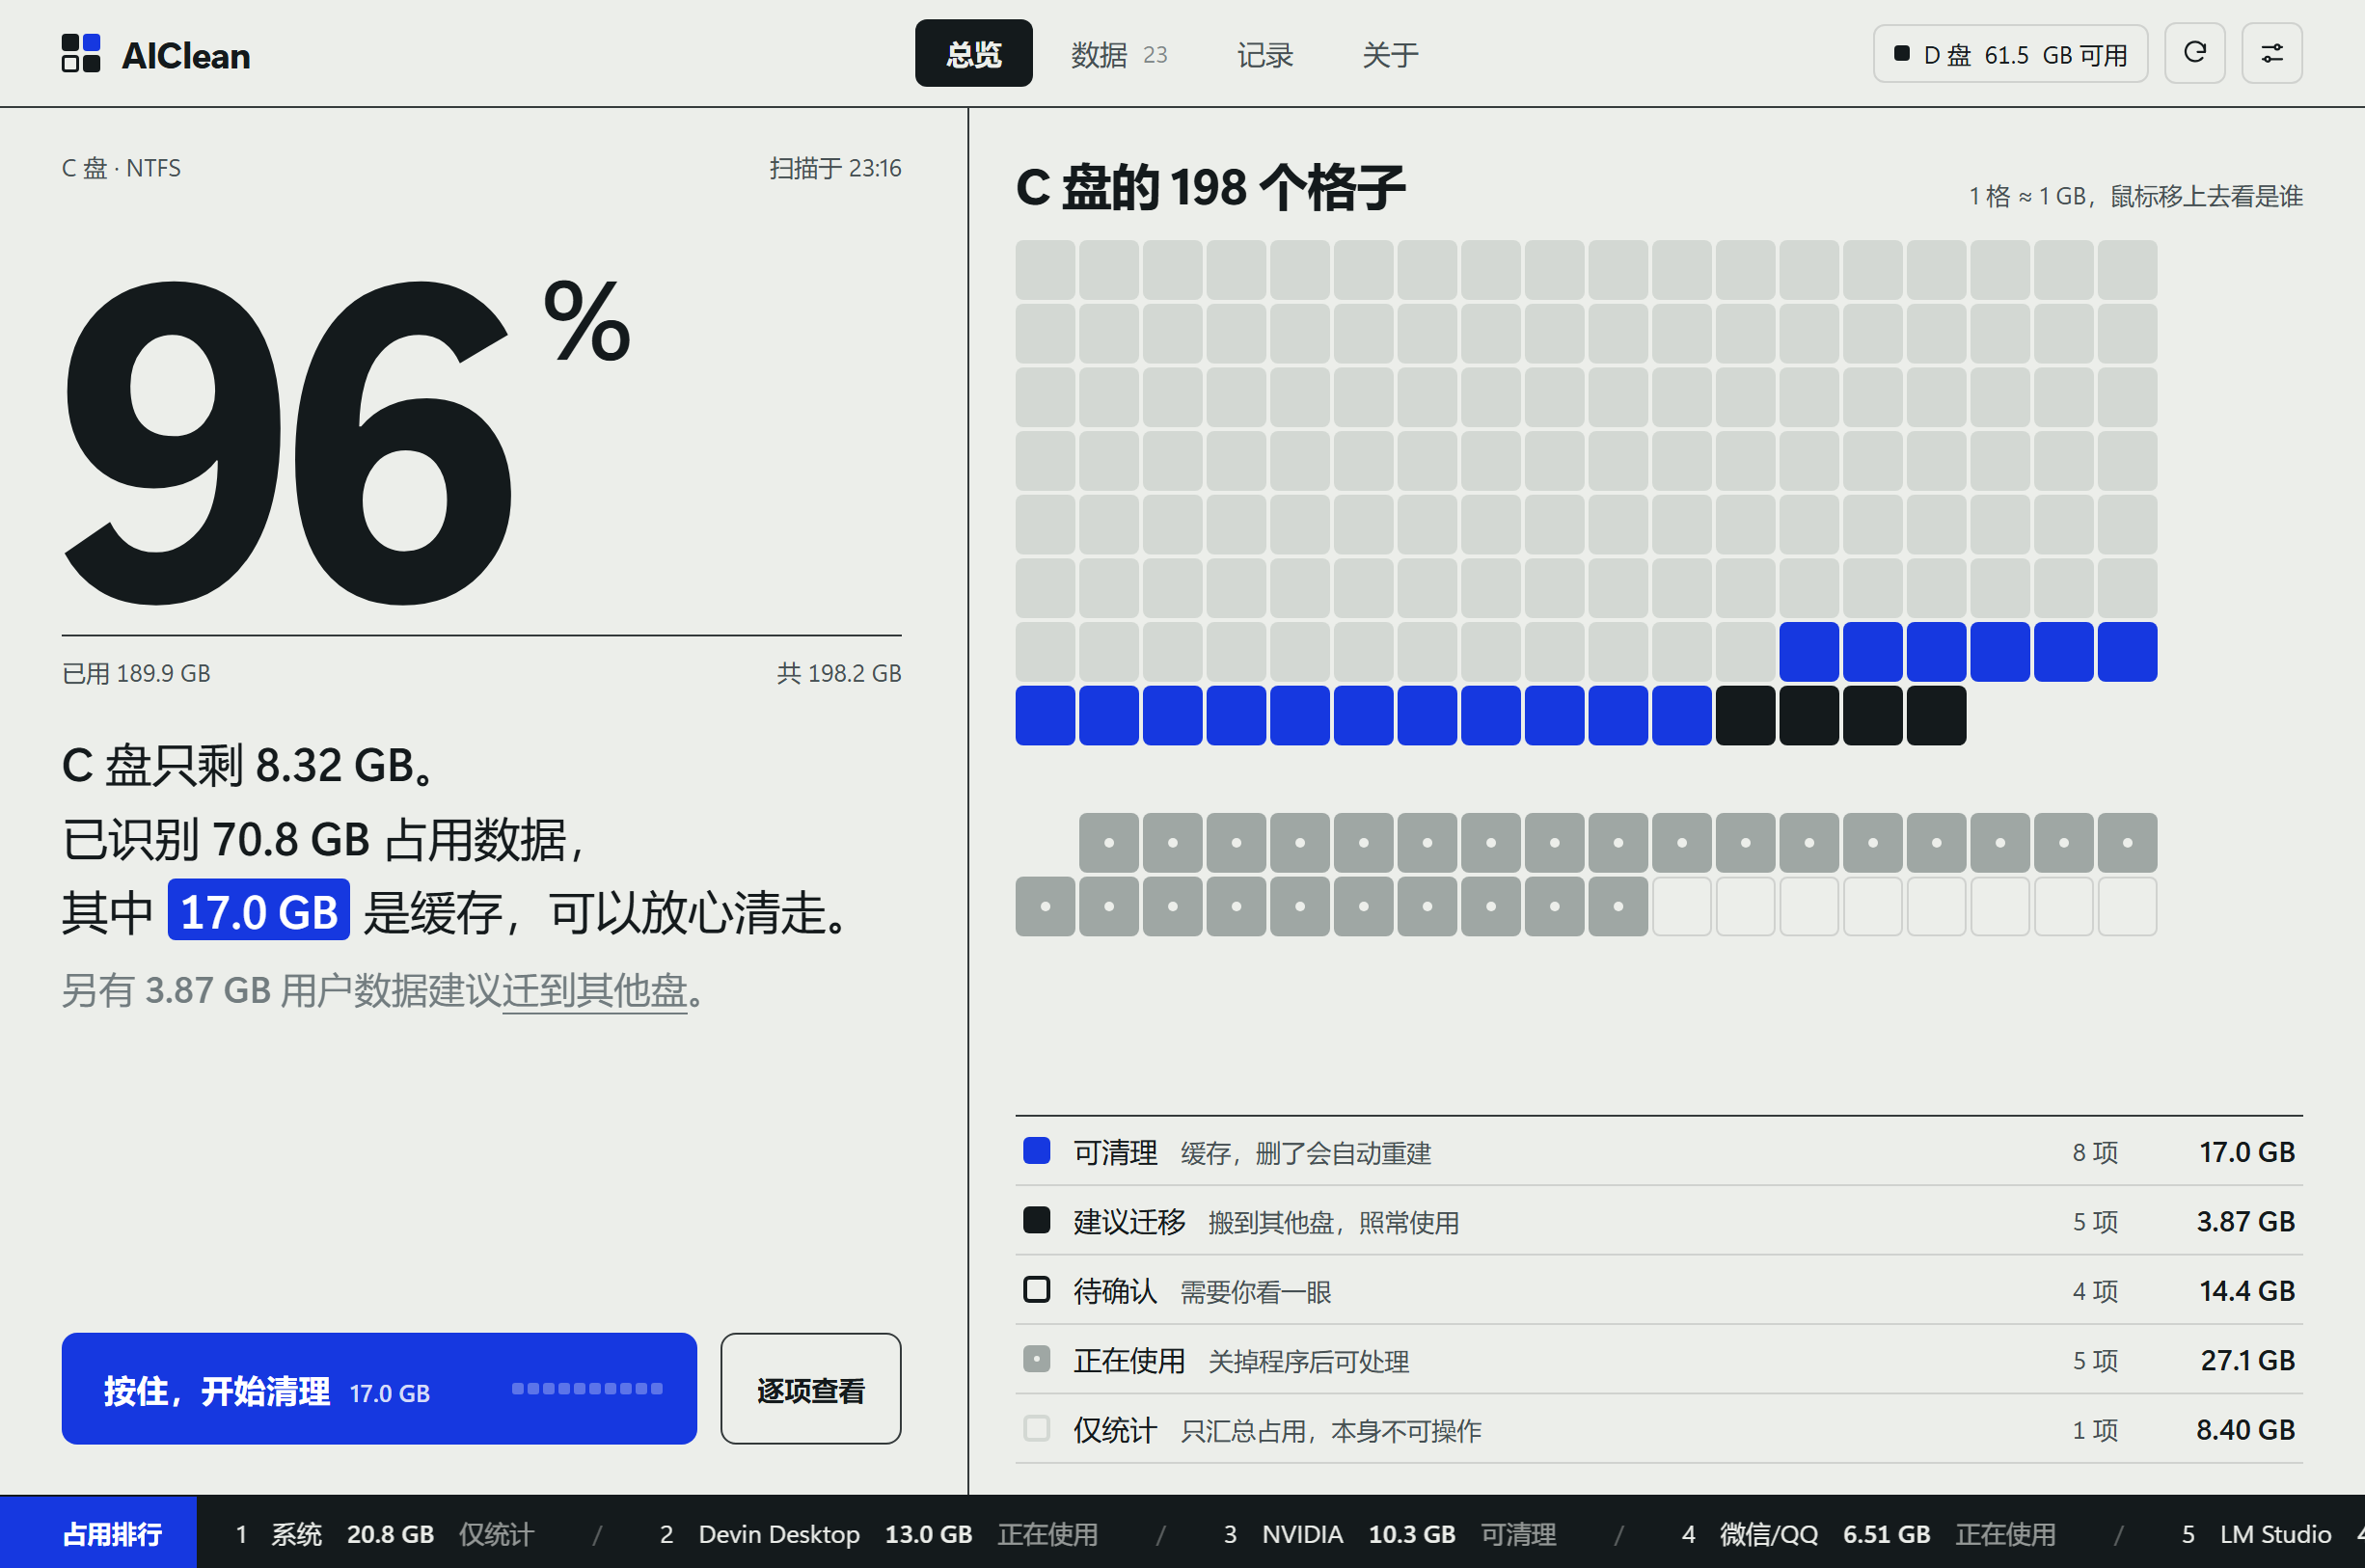 AIClean
总览
数据 23
记录
关于
D 盘 61.5 GB 可用
C 盘 · NTFS
扫描于 23:16
96%
已用 189.9 GB
共 198.2 GB
C 盘只剩 8.32 GB。
已识别 70.8 GB 占用数据，
其中 17.0 GB 是缓存，可以放心清走。
另有 3.87 GB 用户数据建议迁到其他盘。
按住，开始清理 17.0 GB
逐项查看
C 盘的 198 个格子
1 格 ≈ 1 GB，鼠标移上去看是谁
可清理 缓存，删了会自动重建 8 项 17.0 GB
建议迁移 搬到其他盘，照常使用 5 项 3.87 GB
待确认 需要你看一眼 4 项 14.4 GB
正在使用 关掉程序后可处理 5 项 27.1 GB
仅统计 只汇总占用，本身不可操作 1 项 8.40 GB
占用排行 1 系统 20.8 GB 仅统计 / 2 Devin Desktop 13.0 GB 正在使用 / 3 NVIDIA 10.3 GB 可清理 / 4 微信/QQ 6.51 GB 正在使用 / 5 LM Studio